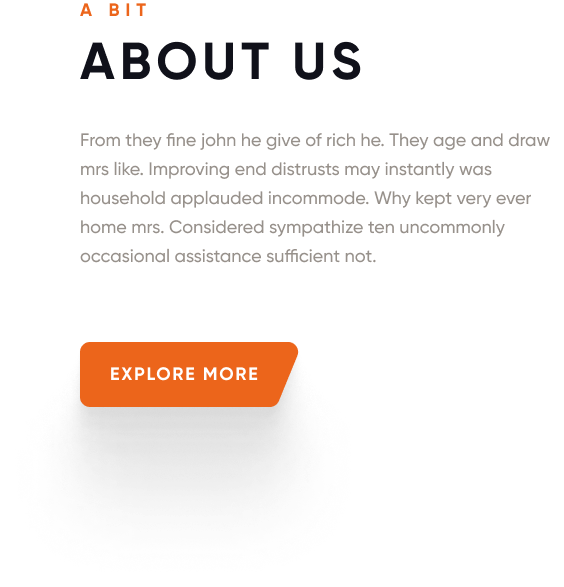 A BIT
ABOUT US
From they fine john he give of rich he. They age and draw
mrs like. Improving end distrusts may instantly was
household applauded incommode. Why kept very ever
home mrs. Considered sympathize ten uncommonly
occasional assistance sufficient not.
EXPLORE MORE